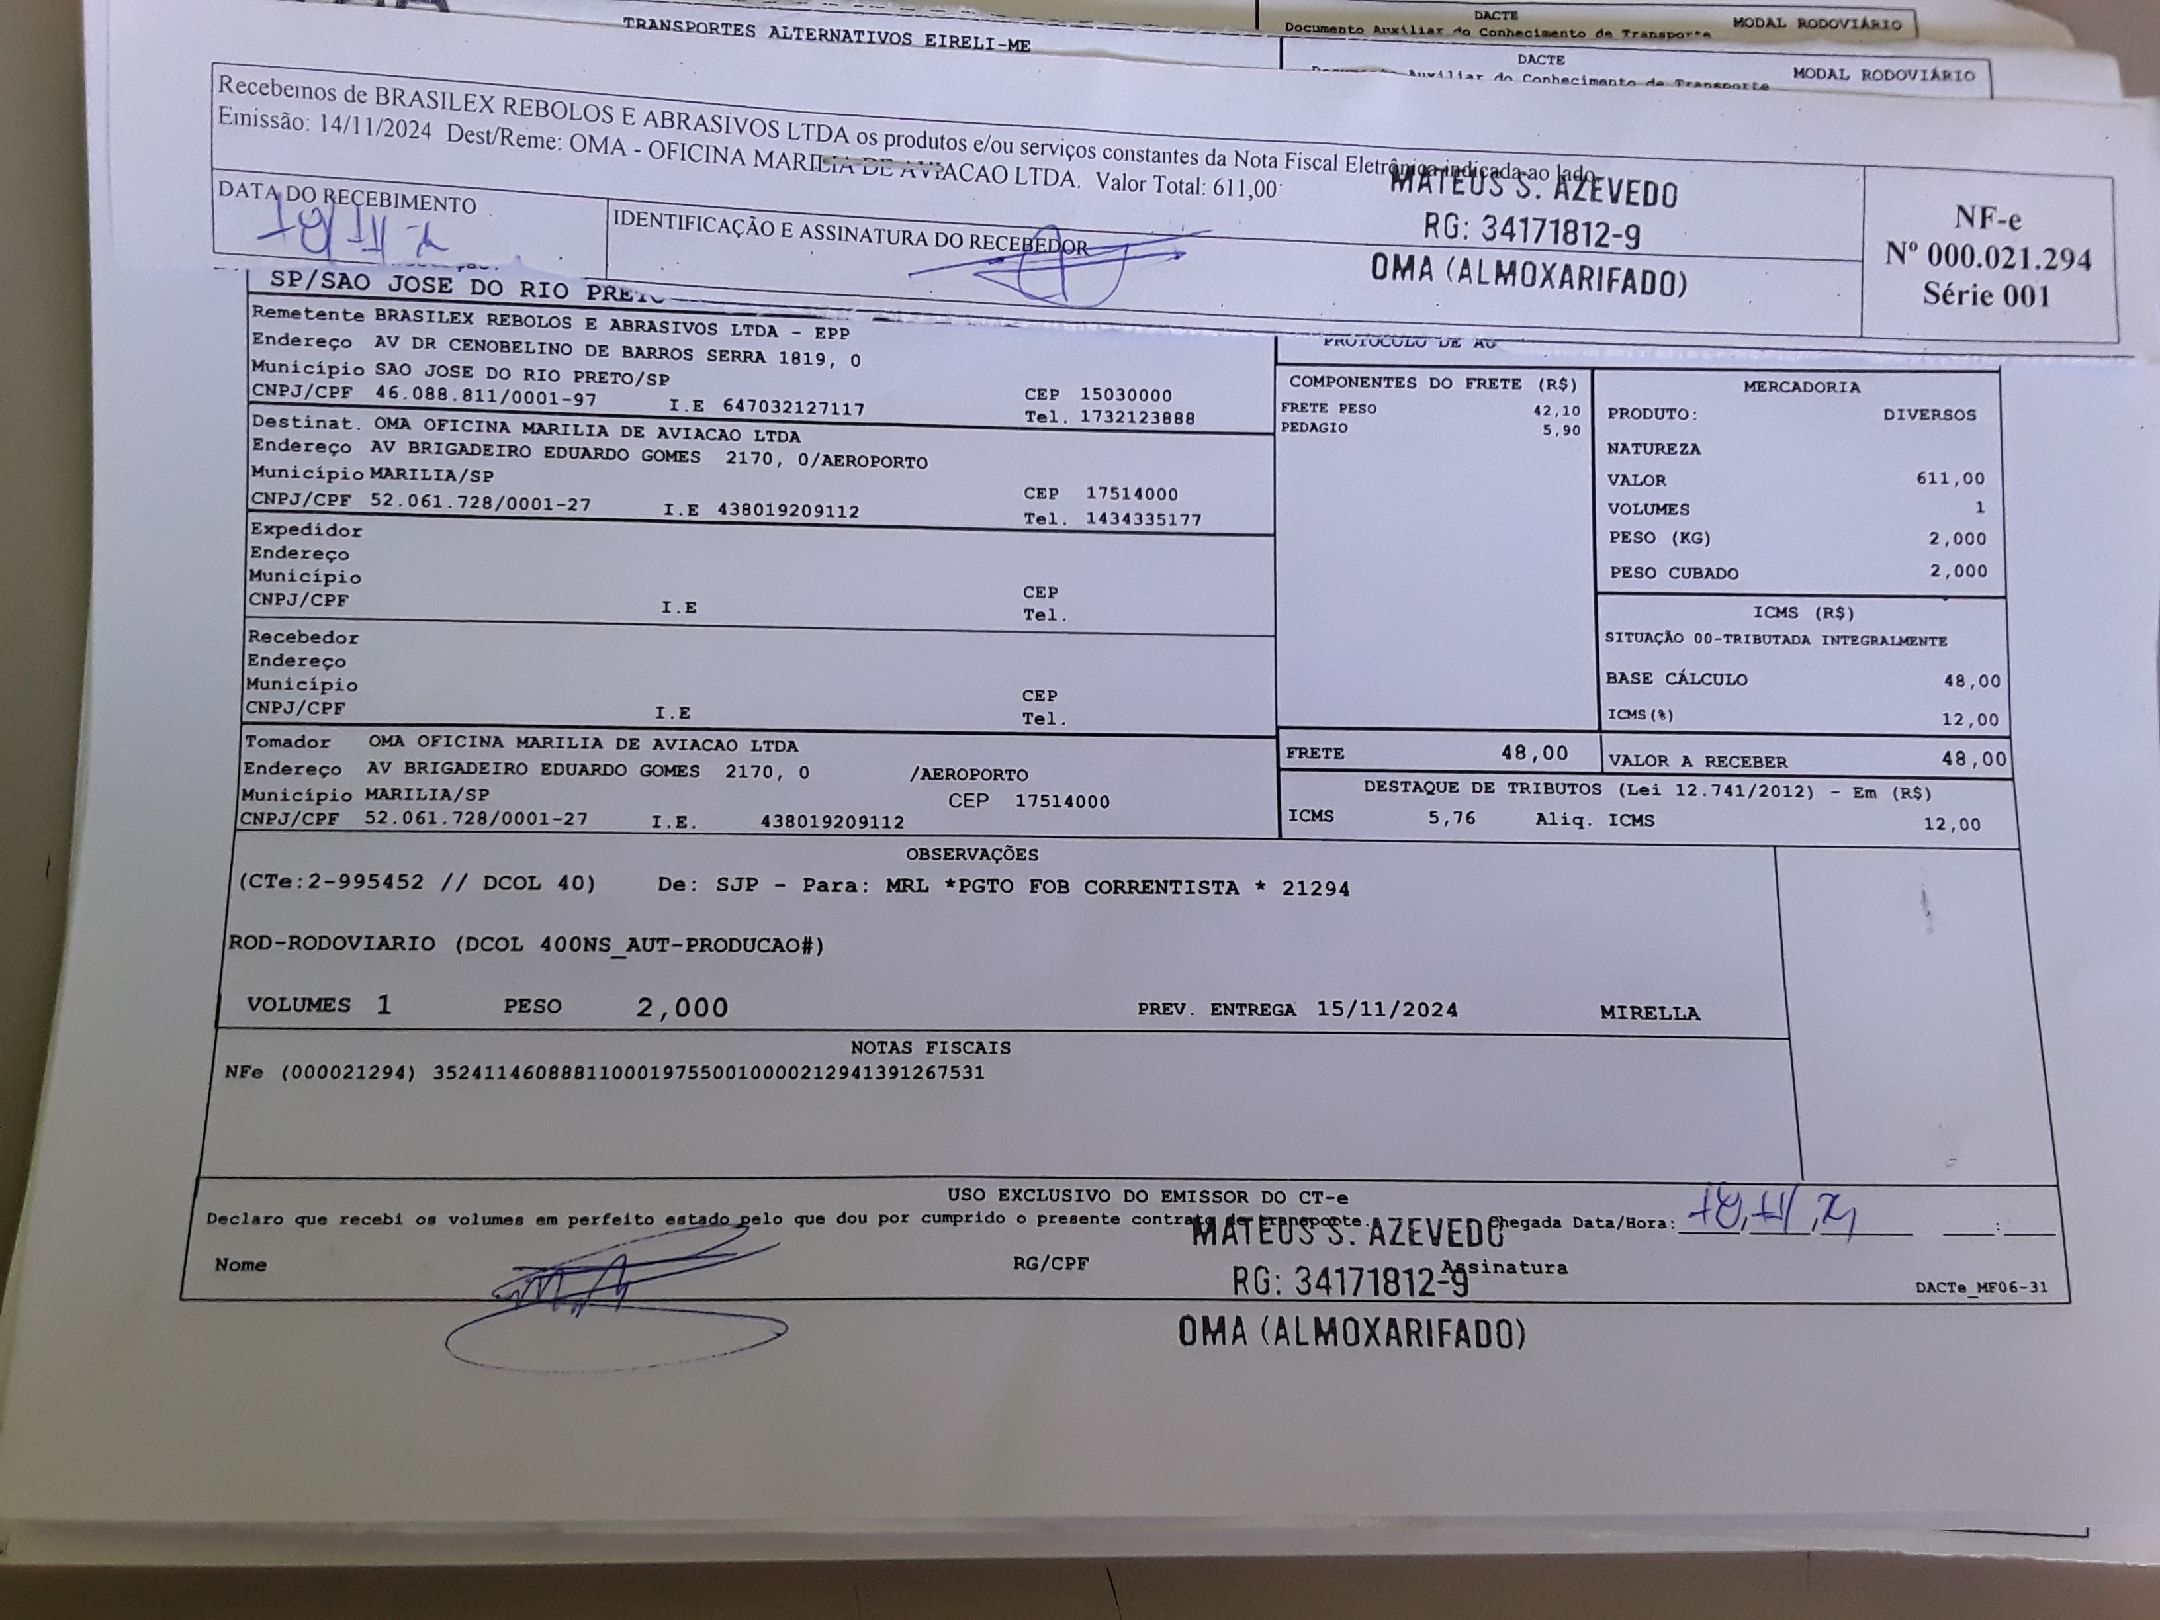 TRANSPORTES ALTERNATIVOS EIRELI-ME
DACTE
Documento Auxiliar do Conhecimento de Transporte
MODAL RODOVIÁRIO
DACTE
Auxiliar do Conhecimento de Transporte
MODAL RODOVIÁRIO
Recebemos de BRASILEX REBOLOS E ABRASIVOS LTDA os produtos e/ou serviços constantes da Nota Fiscal Eletrônica indicada ao lado
Emissão: 14/11/2024 Dest/Reme: OMA - OFICINA MARILIA DE AVIACAO LTDA. Valor Total: 611,00
MATEUS S. AZEVEDO
RG: 34171812-9
OMA (ALMOXARIFADO)
DATA DO RECEBIMENTO
18/11/2
IDENTIFICAÇÃO E ASSINATURA DO RECEBEDOR
NF-e
Nº 000.021.294
Série 001
SP/SAO JOSE DO RIO PRETO
Remetente BRASILEX REBOLOS E ABRASIVOS LTDA - EPP
Endereço AV DR CENOBELINO DE BARROS SERRA 1819, 0
Município SAO JOSE DO RIO PRETO/SP CEP 15030000
CNPJ/CPF 46.088.811/0001-97 I.E 647032127117 Tel. 1732123888
Destinat. OMA OFICINA MARILIA DE AVIACAO LTDA
Endereço AV BRIGADEIRO EDUARDO GOMES 2170, 0/AEROPORTO
Município MARILIA/SP CEP 17514000
CNPJ/CPF 52.061.728/0001-27 I.E 438019209112 Tel. 1434335177
Expedidor
Endereço
Município CEP
CNPJ/CPF I.E Tel.
Recebedor
Endereço
Município CEP
CNPJ/CPF I.E Tel.
Tomador OMA OFICINA MARILIA DE AVIACAO LTDA
Endereço AV BRIGADEIRO EDUARDO GOMES 2170, 0 /AEROPORTO
Município MARILIA/SP CEP 17514000
CNPJ/CPF 52.061.728/0001-27 I.E. 438019209112
PROTOCOLO DE AU
COMPONENTES DO FRETE (R$)
FRETE PESO 42,10
PEDAGIO 5,90
FRETE 48,00
MERCADORIA
PRODUTO: DIVERSOS
NATUREZA
VALOR 611,00
VOLUMES 1
PESO (KG) 2,000
PESO CUBADO 2,000
ICMS (R$)
SITUAÇÃO 00-TRIBUTADA INTEGRALMENTE
BASE CÁLCULO 48,00
ICMS(%) 12,00
VALOR A RECEBER 48,00
DESTAQUE DE TRIBUTOS (Lei 12.741/2012) - Em (R$)
ICMS 5,76 Aliq. ICMS 12,00
OBSERVAÇÕES
(CTe:2-995452 // DCOL 40) De: SJP - Para: MRL *PGTO FOB CORRENTISTA * 21294
ROD-RODOVIARIO (DCOL 400NS_AUT-PRODUCAO#)
VOLUMES 1 PESO 2,000 PREV. ENTREGA 15/11/2024 MIRELLA
NOTAS FISCAIS
NFe (000021294) 35241146088811000197550010000212941391267531
USO EXCLUSIVO DO EMISSOR DO CT-e
Declaro que recebi os volumes em perfeito estado pelo que dou por cumprido o presente contrato de transporte. Chegada Data/Hora: 18,11,24 :
MATEUS S. AZEVEDO
Nome RG/CPF Assinatura
RG: 34171812-9
DACTe_MF06-31
OMA (ALMOXARIFADO)